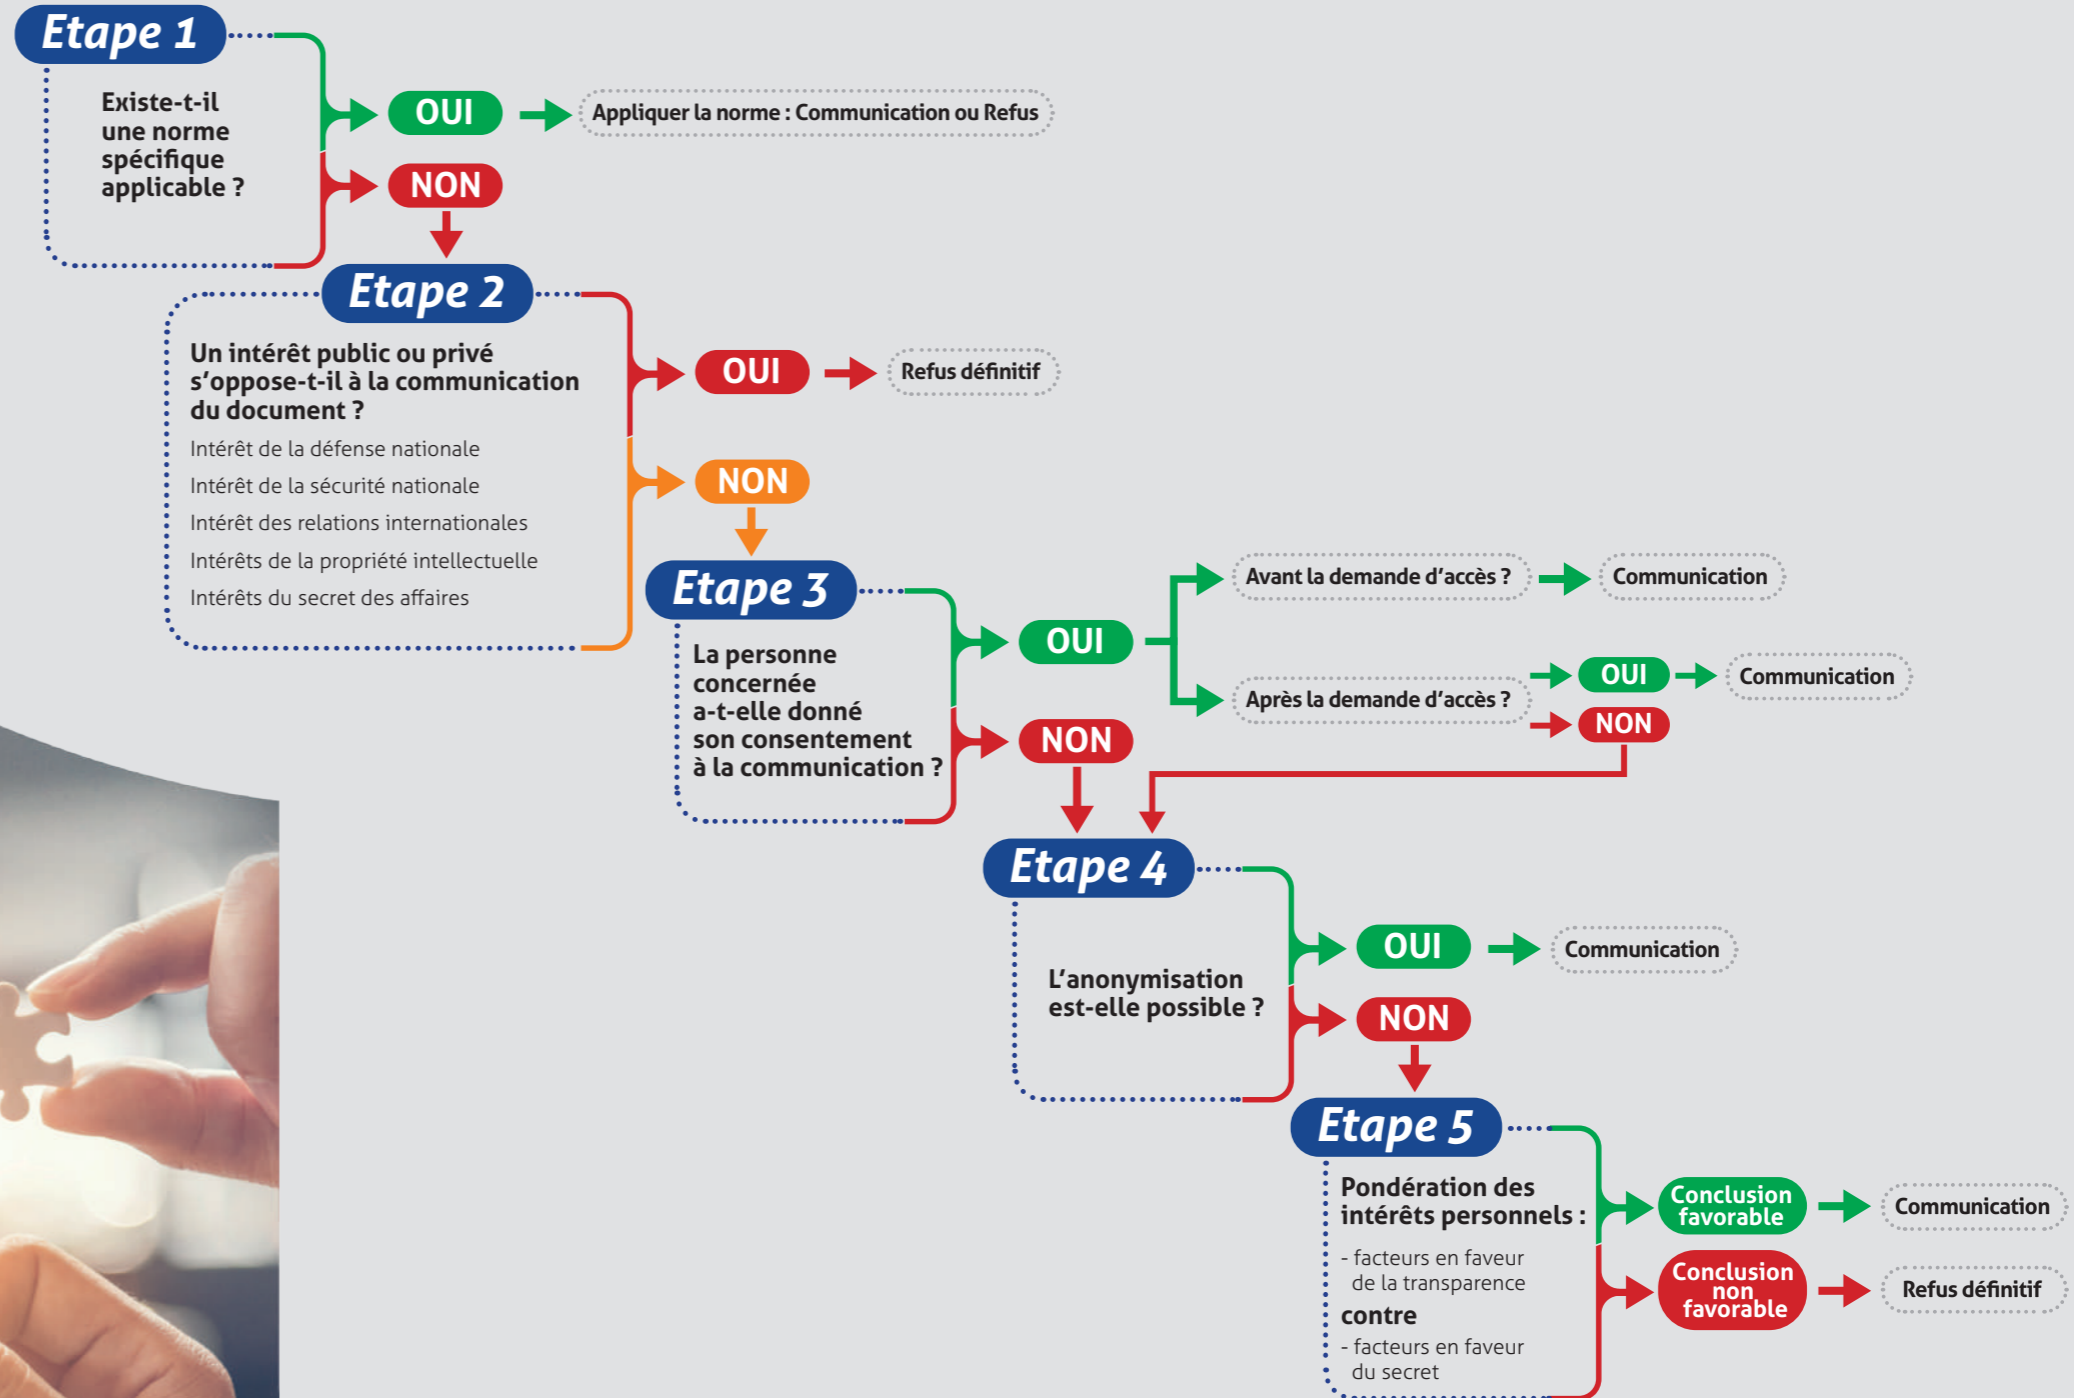 Etape 1
Existe-t-il
une norme
spécifique
applicable ?
OUI
Appliquer la norme : Communication ou Refus
NON
Etape 2
Un intérêt public ou privé
s’oppose-t-il à la communication
du document ?
Intérêt de la défense nationale
Intérêt de la sécurité nationale
Intérêt des relations internationales
Intérêts de la propriété intellectuelle
Intérêts du secret des affaires
OUI
Refus définitif
NON
Etape 3
La personne
concernée
a-t-elle donné
son consentement
à la communication ?
OUI
Avant la demande d’accès ?
Communication
Après la demande d’accès ?
OUI
Communication
NON
NON
Etape 4
L’anonymisation
est-elle possible ?
OUI
Communication
NON
Etape 5
Pondération des
intérêts personnels :
- facteurs en faveur
de la transparence
contre
- facteurs en faveur
du secret
Conclusion
favorable
Communication
Conclusion
non
favorable
Refus définitif